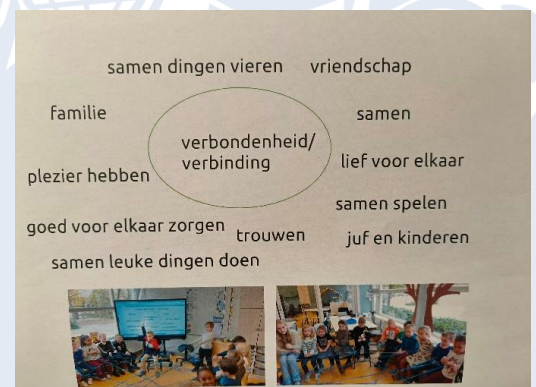 samen dingen vieren vriendschap
familie
samen
verbondenheid/
verbinding
lief voor elkaar
plezier hebben
samen spelen
goed voor elkaar zorgen
trouwen
juf en kinderen
samen leuke dingen doen